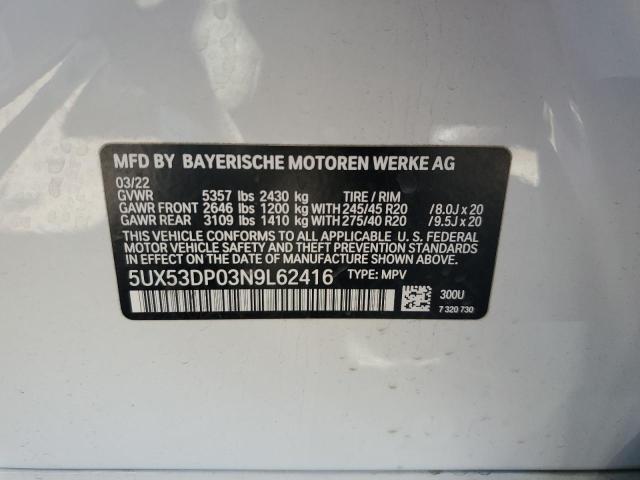 MFD BY BAYERISCHE MOTOREN WERKE AG
03/22
GVWR 5357 lbs 2430 kg TIRE / RIM
GAWR FRONT 2646 lbs 1200 kg WITH 245/45 R20 /8.0J x 20
GAWR REAR 3109 lbs 1410 kg WITH 275/40 R20 /9.5J x 20
THIS VEHICLE CONFORMS TO ALL APPLICABLE U.S. FEDERAL
MOTOR VEHICLE SAFETY AND THEFT PREVENTION STANDARDS
IN EFFECT ON THE DATE OF MANUFACTURE SHOWN ABOVE.
5UX53DP03N9L62416 TYPE: MPV
300U
7 320 730